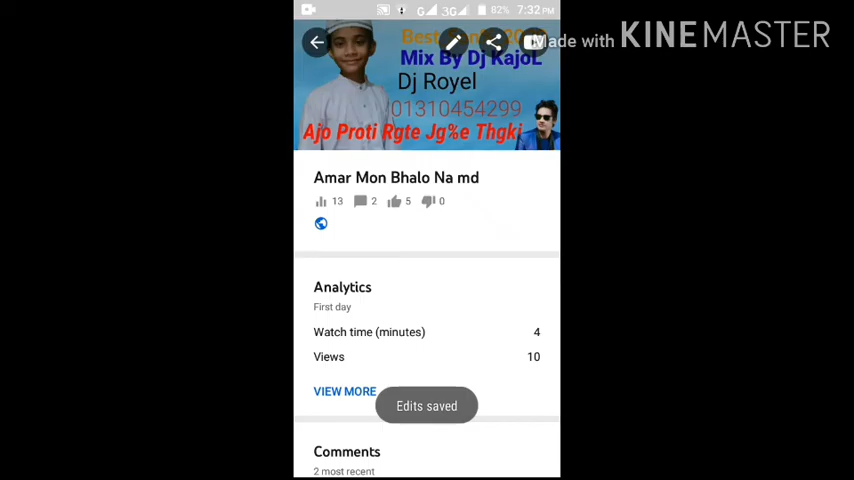 82% 7:32 PM
G 3G
Made with KINEMASTER
Mix By Dj KajoL
Dj Royel
01310454299
Ajo Proti Rgte Jg%e Thgki
Amar Mon Bhalo Na md
13 2 5 0
Analytics
First day
Watch time (minutes) 4
Views 10
VIEW MORE
Edits saved
Comments
2 most recent